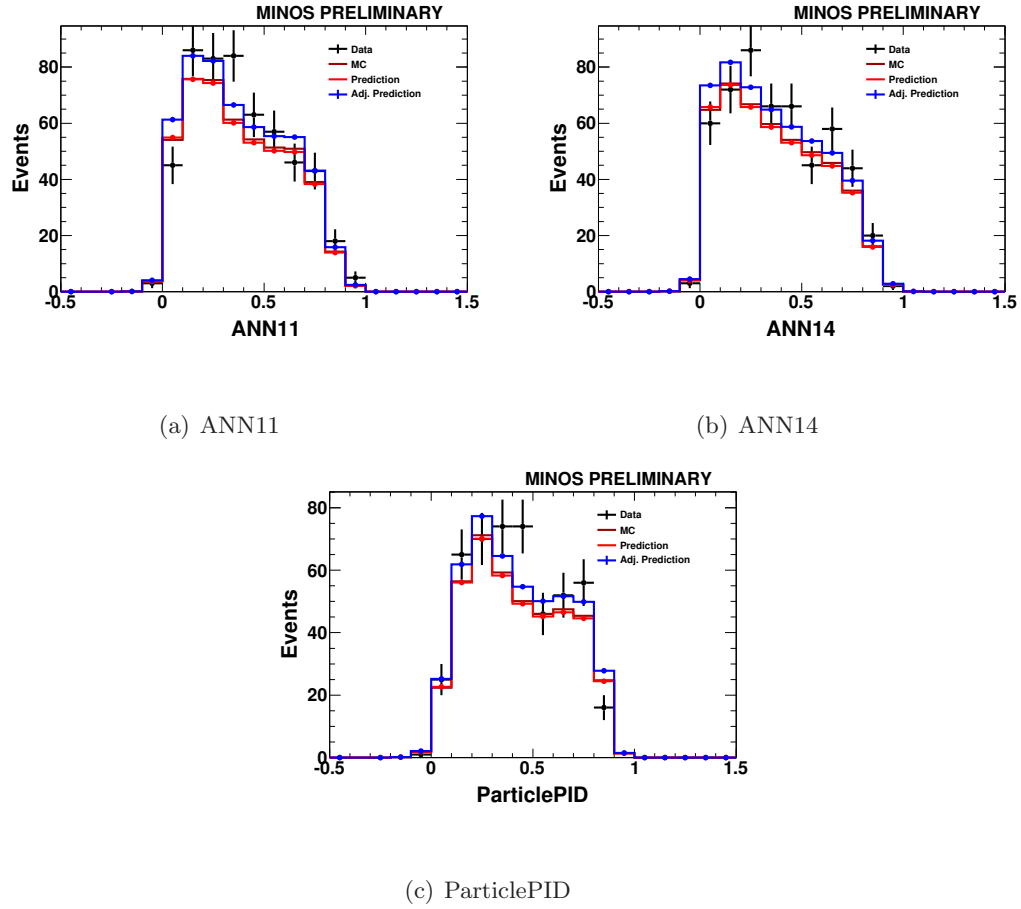 MINOS PRELIMINARY
Events
80
60
40
20
0
Data
MC
Prediction
Adj. Prediction
-0.5 0 0.5 1 1.5
ANN11
MINOS PRELIMINARY
Events
80
60
40
20
0
Data
MC
Prediction
Adj. Prediction
-0.5 0 0.5 1 1.5
ANN14
(a) ANN11
(b) ANN14
MINOS PRELIMINARY
Events
80
60
40
20
0
Data
MC
Prediction
Adj. Prediction
-0.5 0 0.5 1 1.5
ParticlePID
(c) ParticlePID